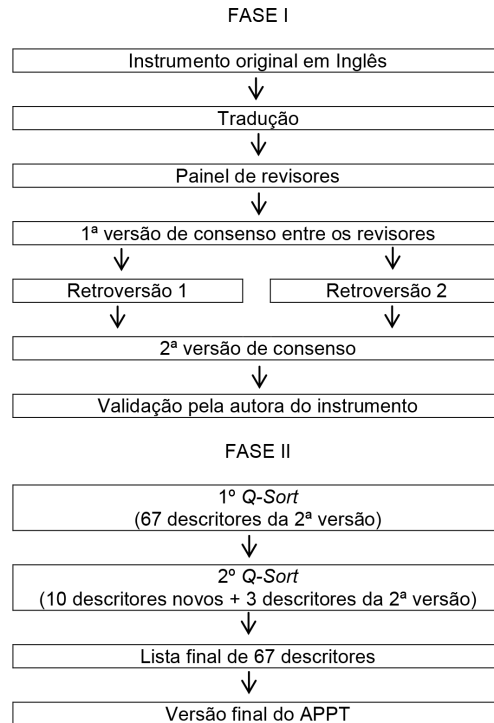 FASE I
Instrumento original em Inglês
Tradução
Painel de revisores
1ª versão de consenso entre os revisores
Retroversão 1
Retroversão 2
2ª versão de consenso
Validação pela autora do instrumento
FASE II
1º Q-Sort
(67 descritores da 2ª versão)
2º Q-Sort
(10 descritores novos + 3 descritores da 2ª versão)
Lista final de 67 descritores
Versão final do APPT